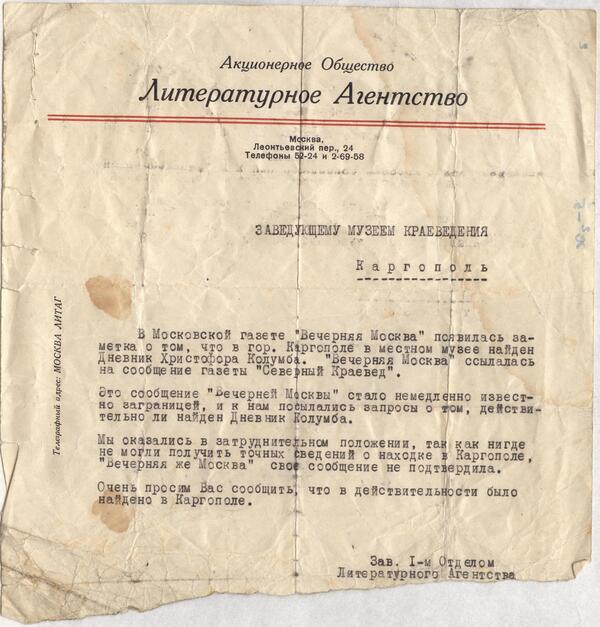 Акционерное Общество
Литературное Агентство
Москва,
Леонтьевский пер., 24
Телефоны 52-24 и 2-69-58
ЗАВЕДУЮЩЕМУ МУЗЕЕМ КРАЕВЕДЕНИЯ
Каргополь
Телеграфный адрес: МОСКВА ЛИТАГ
В Московской газете "Вечерняя Москва" появилась за-
метка о том, что в гор. Каргополе в местном музее найден
Дневник Христофора Колумба. "Вечерняя Москва" ссылалась
на сообщение газеты "Северный Краевед".
Это сообщение "Вечерней Москвы" стало немедленно извест-
но заграницей, и к нам посылались запросы о том, действи-
тельно ли найден Дневник Колумба.
Мы оказались в затруднительном положении, так как нигде
не могли получить точных сведений о находке в Каргополе,
"Вечерняя же Москва" свое сообщение не подтвердила.
Очень просим Вас сообщить, что в действительности было
найдено в Каргополе.
Зав. I-м Отделом
Литературного Агентства